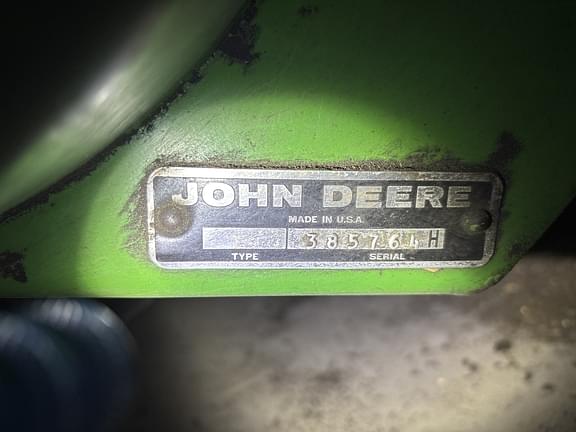 JOHN DEERE
MADE IN U.S.A.
385764H
TYPE SERIAL